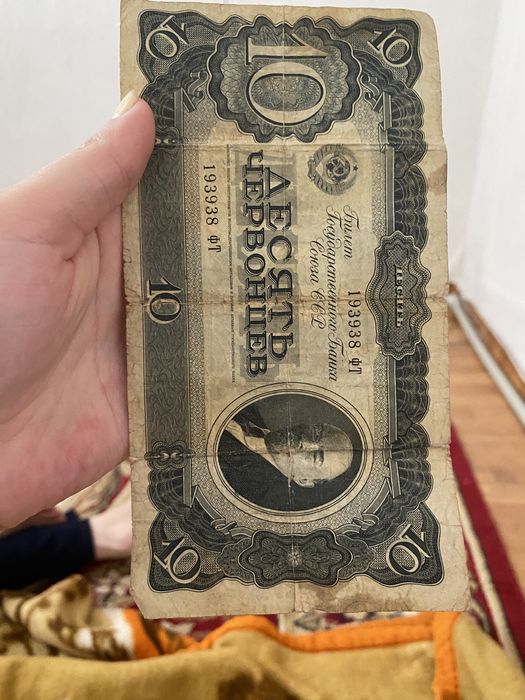 10
10
10
ДЕСЯТЬ
Билет
Государственного Банка
Союза ССР
193938 ФТ
ДЕСЯТЬ
ЧЕРВОНЦЕВ
193938 ФТ
10
10
10